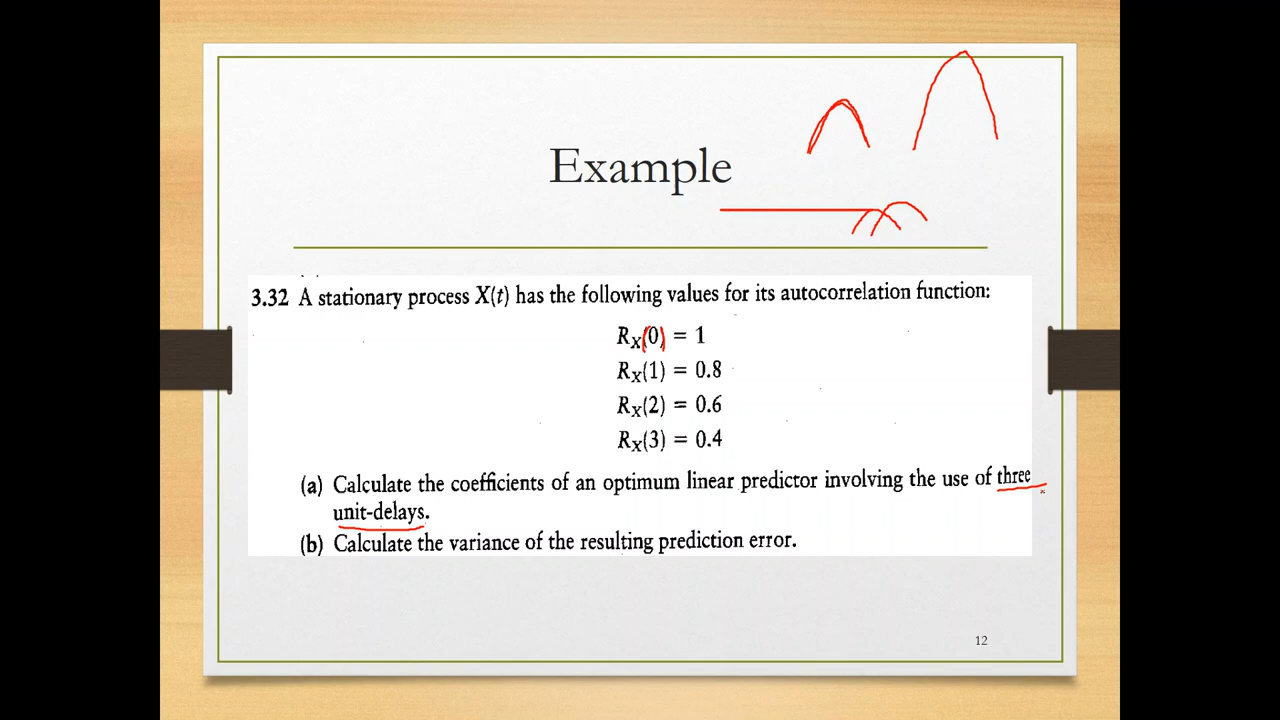 Example
3.32 A stationary process X(t) has the following values for its autocorrelation function:
R_X(0) = 1
R_X(1) = 0.8
R_X(2) = 0.6
R_X(3) = 0.4
(a) Calculate the coefficients of an optimum linear predictor involving the use of three
unit-delays.
(b) Calculate the variance of the resulting prediction error.
12